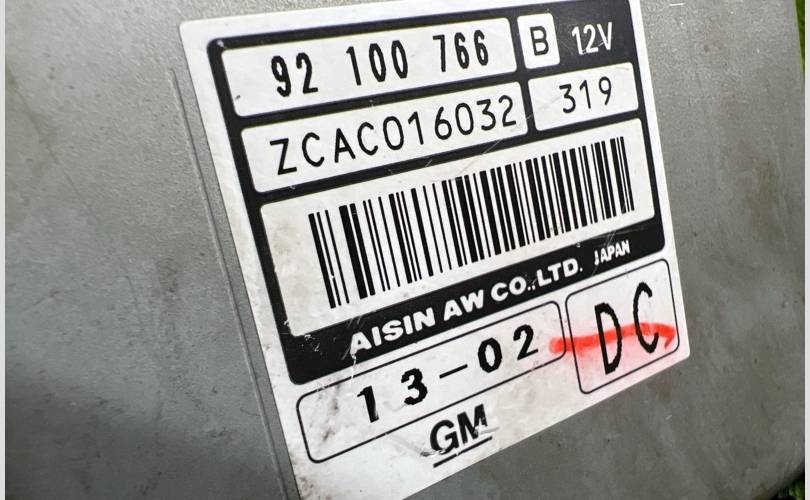 92 100 766 B 12V
ZCAC016032 319
AISIN AW CO.,LTD. JAPAN
13-02 DC
GM